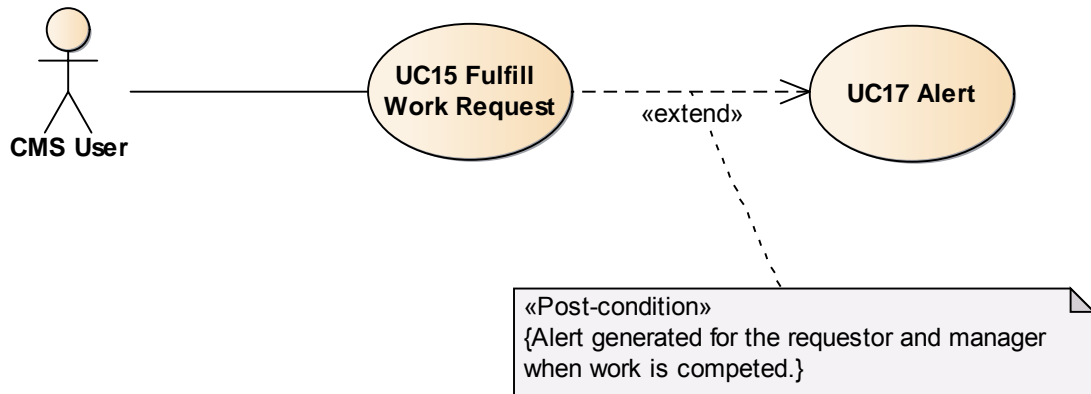 UC15 Fulfill
Work Request
UC17 Alert
«extend»
CMS User
«Post-condition»
{Alert generated for the requestor and manager
when work is competed.}